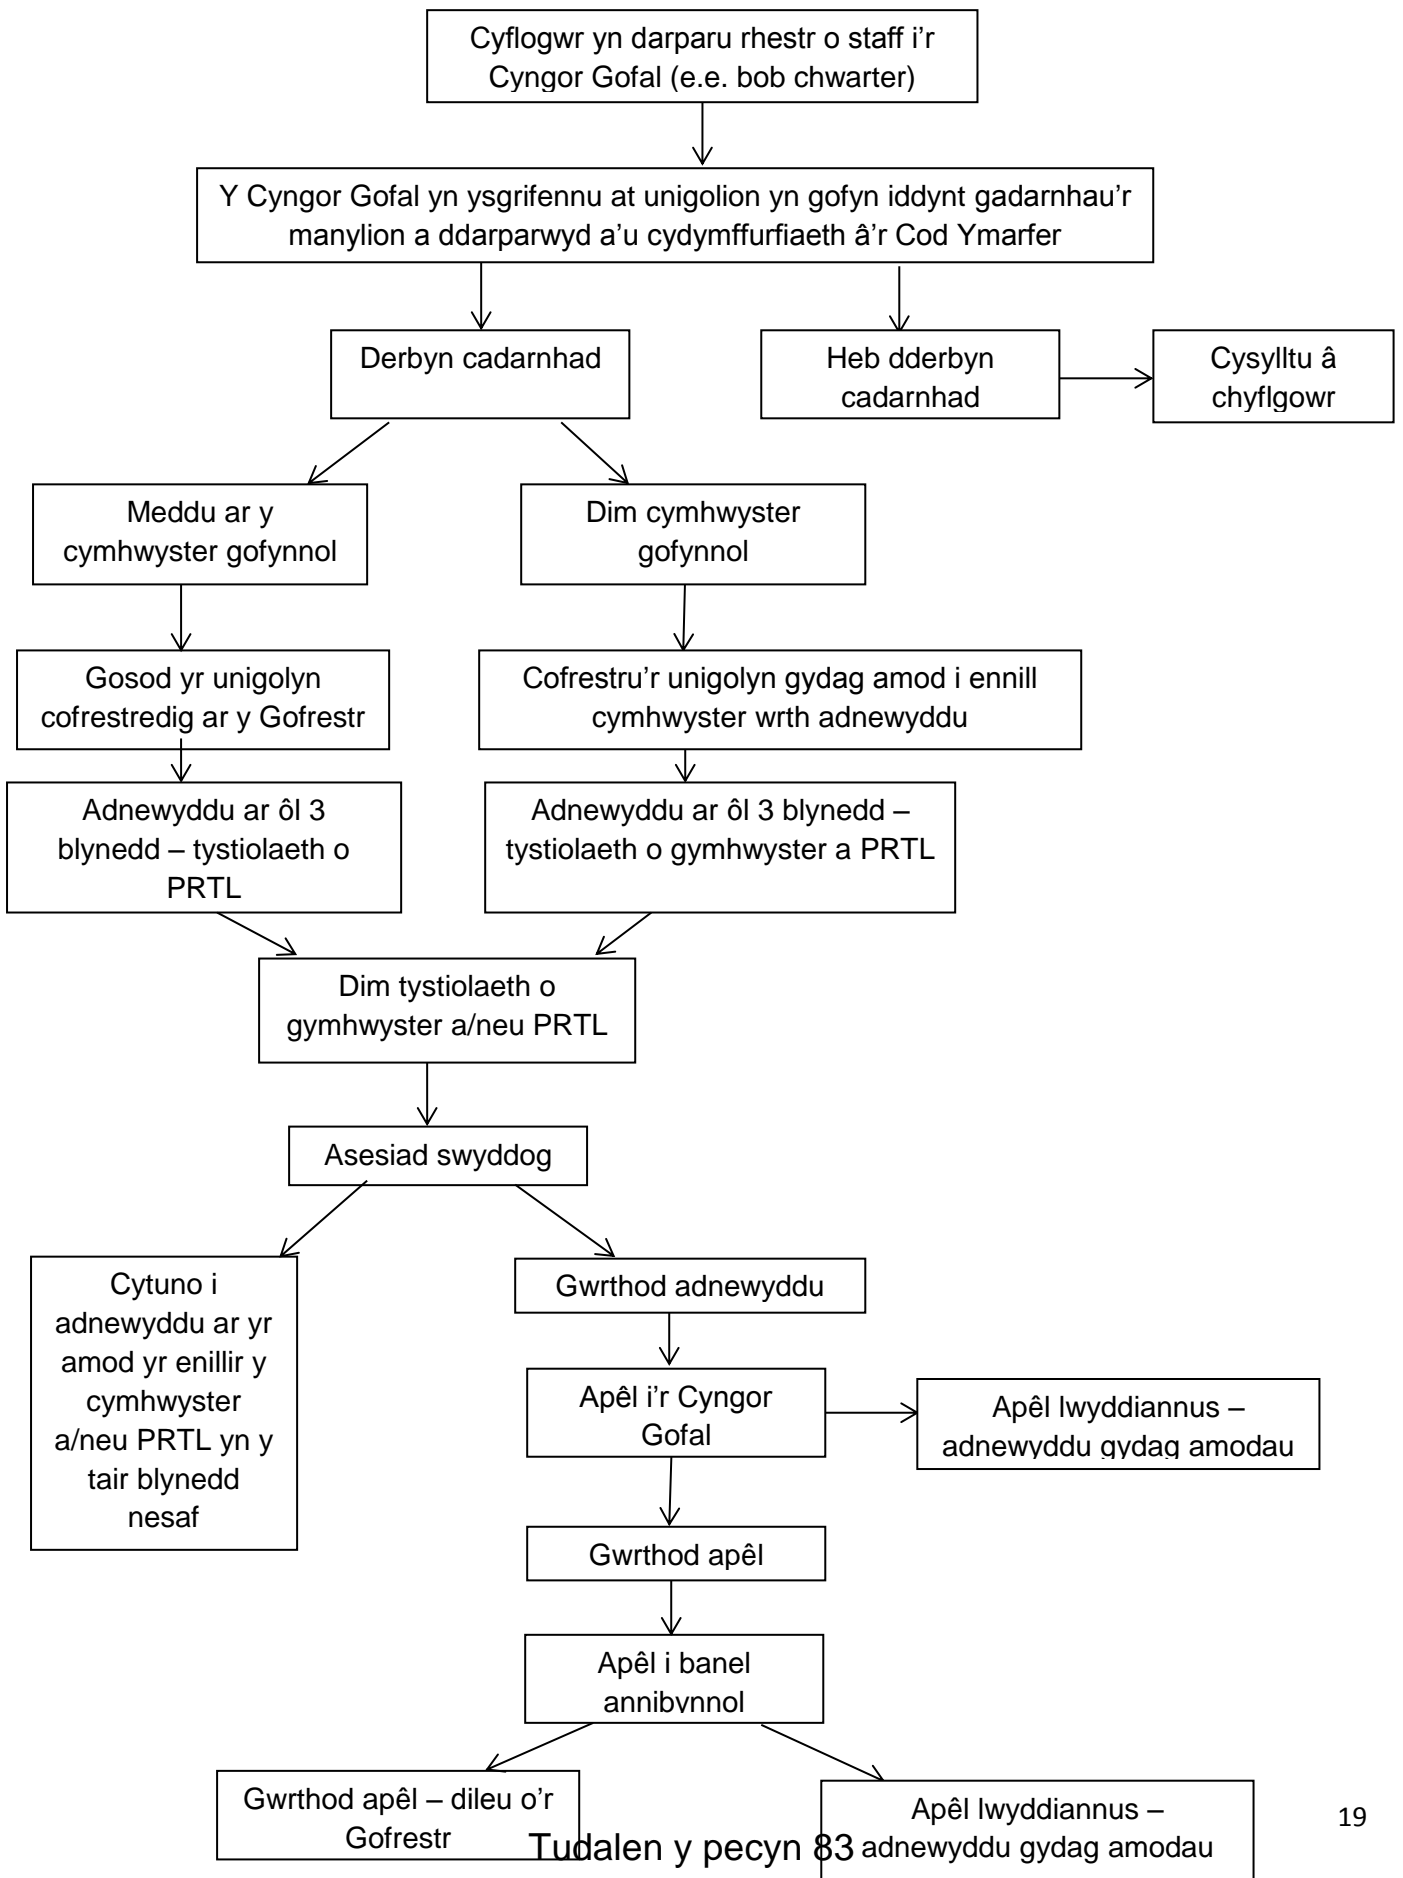 Cyflogwr yn darparu rhestr o staff i’r
Cyngor Gofal (e.e. bob chwarter)
Y Cyngor Gofal yn ysgrifennu at unigolion yn gofyn iddynt gadarnhau’r
manylion a ddarparwyd a’u cydymffurfiaeth â’r Cod Ymarfer
Derbyn cadarnhad
Heb dderbyn
cadarnhad
Cysylltu â
chyflgowr
Meddu ar y
cymhwyster gofynnol
Dim cymhwyster
gofynnol
Gosod yr unigolyn
cofrestredig ar y Gofrestr
Cofrestru’r unigolyn gydag amod i ennill
cymhwyster wrth adnewyddu
Adnewyddu ar ôl 3
blynedd – tystiolaeth o
PRTL
Adnewyddu ar ôl 3 blynedd –
tystiolaeth o gymhwyster a PRTL
Dim tystiolaeth o
gymhwyster a/neu PRTL
Asesiad swyddog
Cytuno i
adnewyddu ar yr
amod yr enillir y
cymhwyster
a/neu PRTL yn y
tair blynedd
nesaf
Gwrthod adnewyddu
Apêl i’r Cyngor
Gofal
Apêl lwyddiannus –
adnewyddu gydag amodau
Gwrthod apêl
Apêl i banel
annibynnol
Gwrthod apêl – dileu o’r
Gofrestr
Apêl lwyddiannus –
adnewyddu gydag amodau
19
Tudalen y pecyn 83